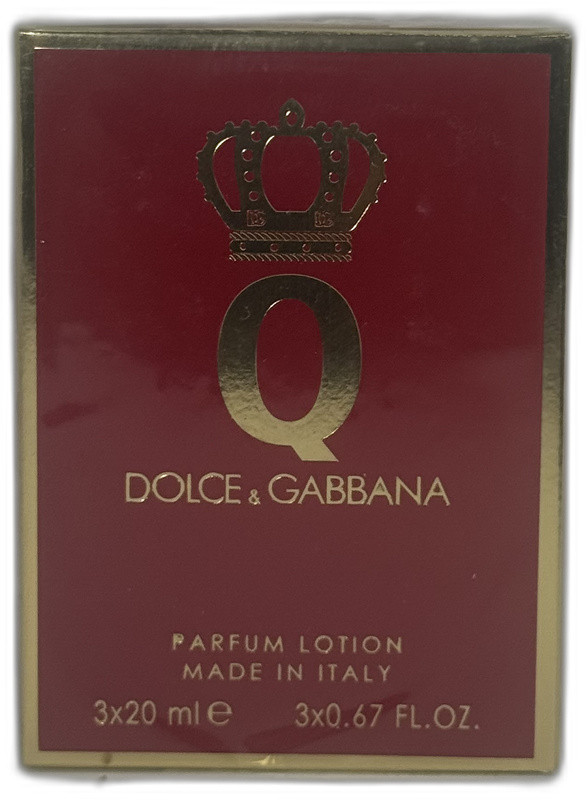 Q
DOLCE & GABBANA
PARFUM LOTION
MADE IN ITALY
3x20 ml e 3x0.67 FL.OZ.